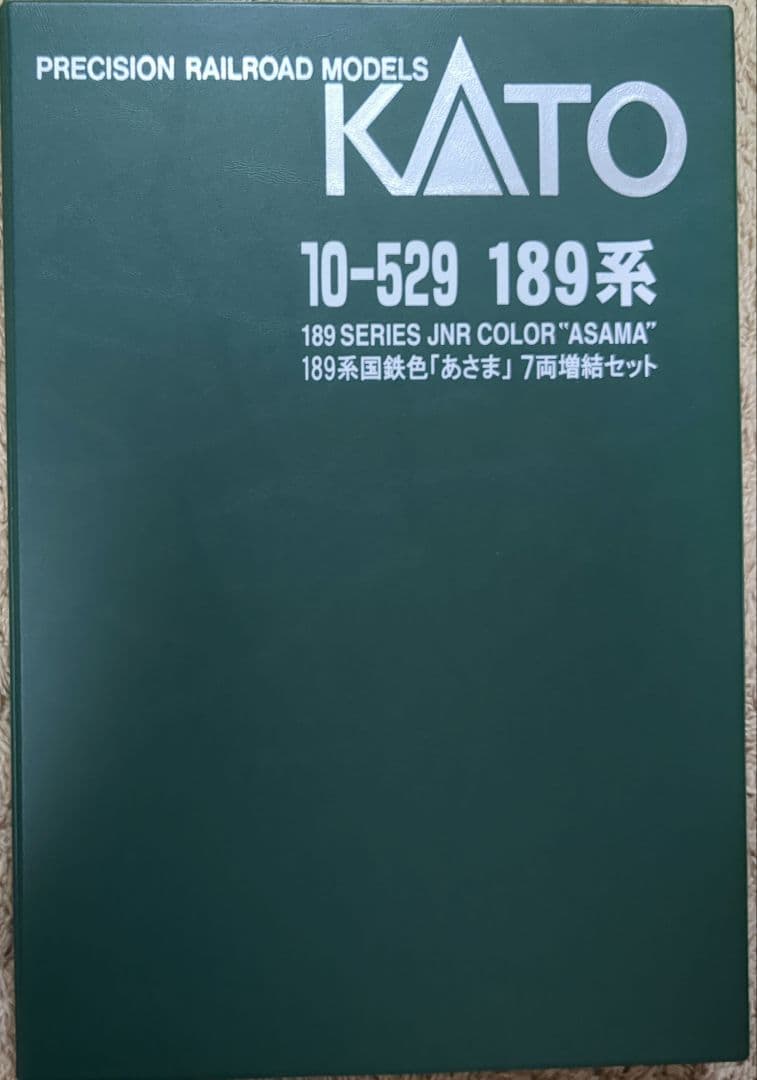 PRECISION RAILROAD MODELS
KATO
10-529 189系
189 SERIES JNR COLOR "ASAMA"
189系国鉄色「あさま」7両増結セット